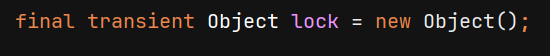 final transient Object lock = new Object();